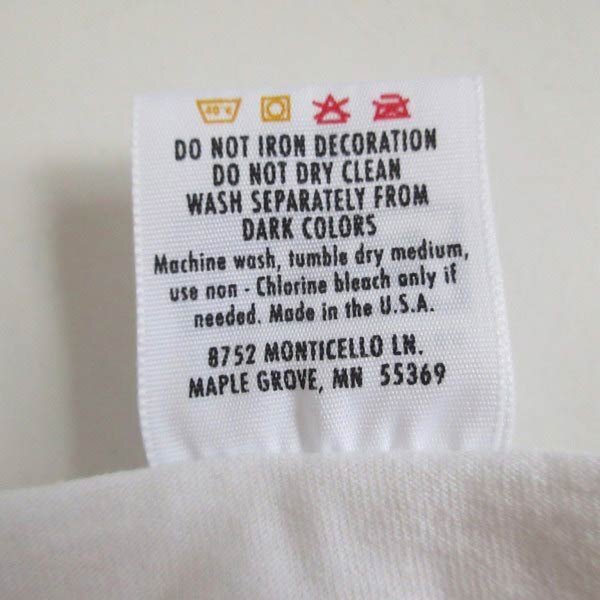 40°C
DO NOT IRON DECORATION
DO NOT DRY CLEAN
WASH SEPARATELY FROM
DARK COLORS
Machine wash, tumble dry medium,
use non - Chlorine bleach only if
needed. Made in the U.S.A.
8752 MONTICELLO LN.
MAPLE GROVE, MN 55369